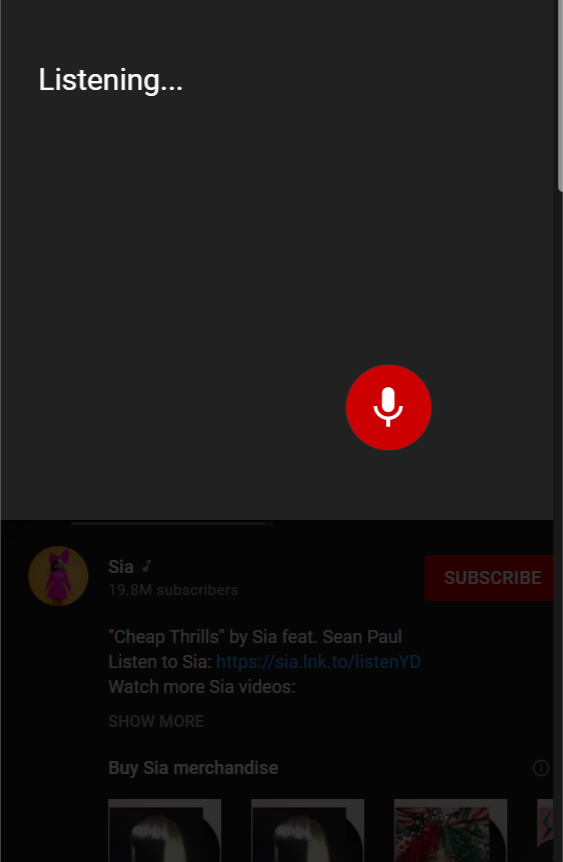 Listening...
Sia
SUBSCRIBE
19.8M subscribers
"Cheap Thrills" by Sia feat. Sean Paul
Listen to Sia: https://sia.lnk.to/listenYD
Watch more Sia videos:
SHOW MORE
Buy Sia merchandise